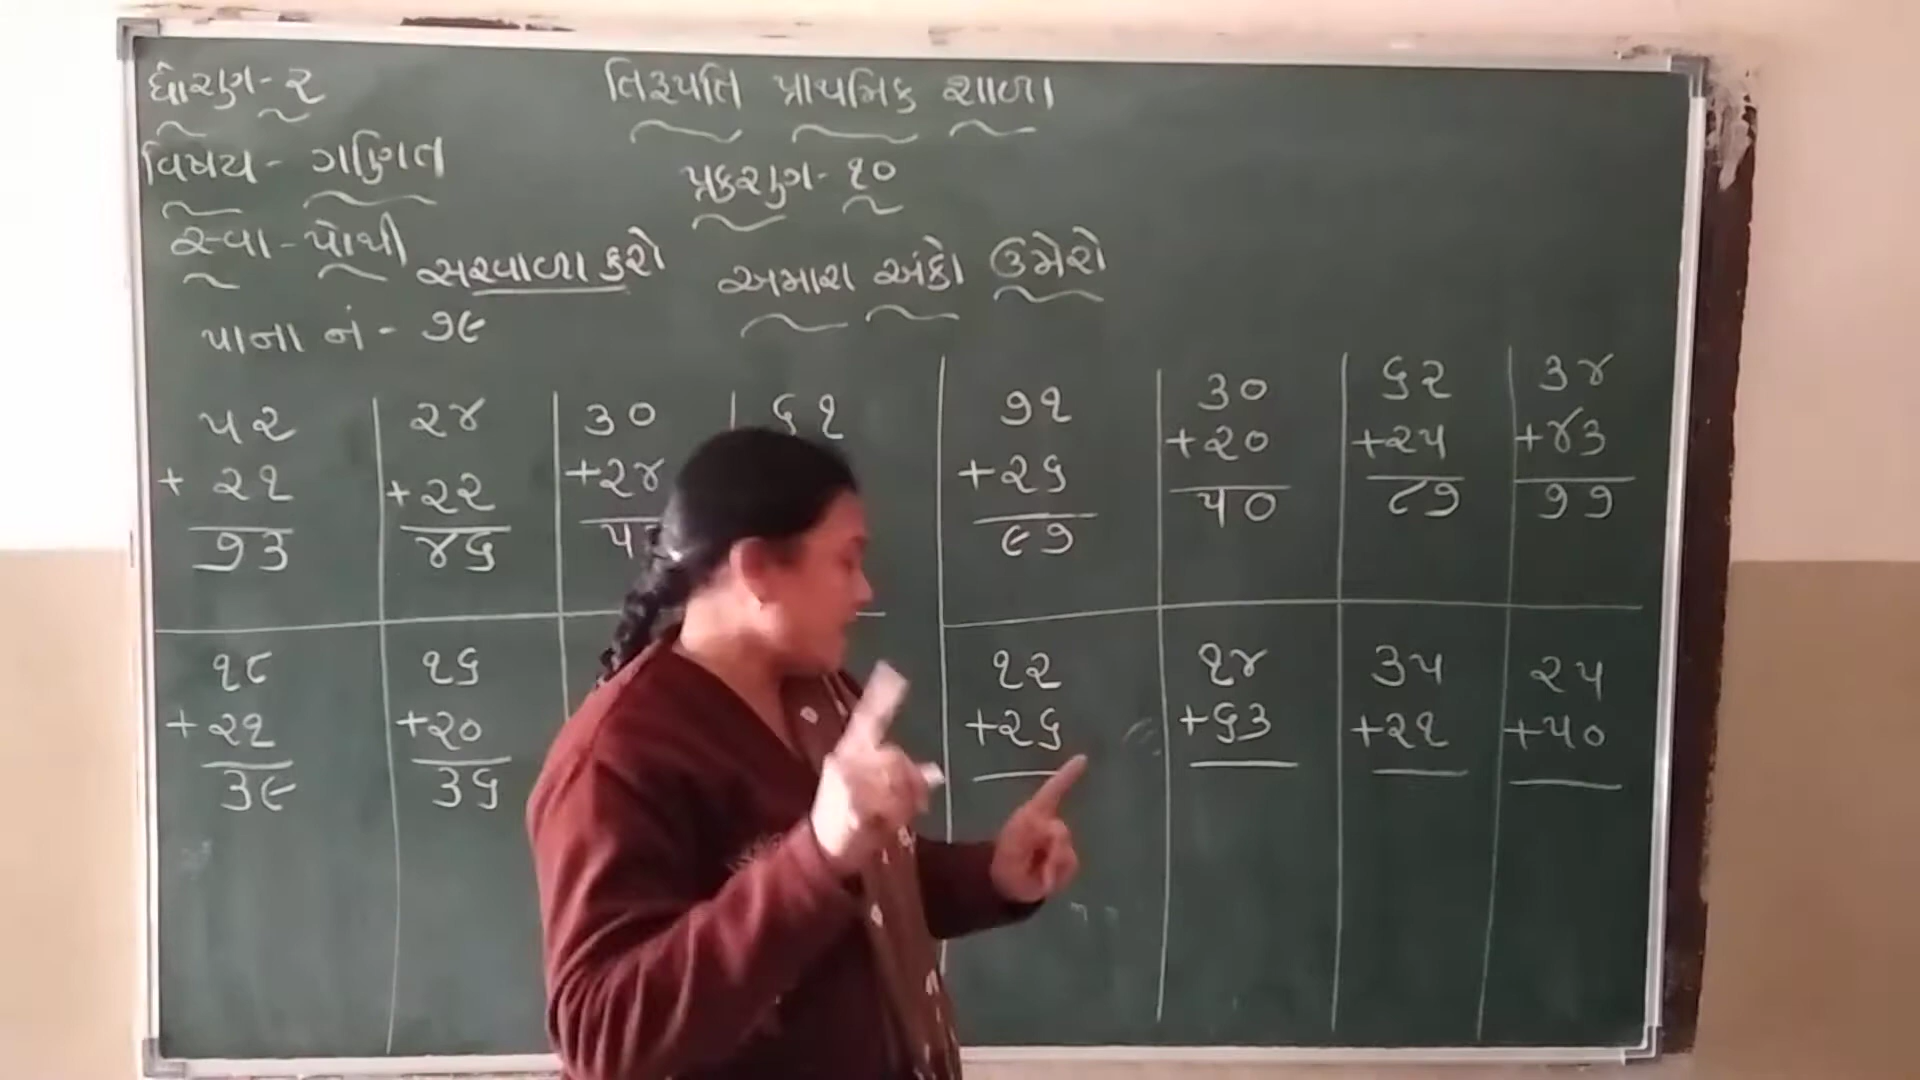 ધોરણ - ૨
તિરૂપતિ પ્રાથમિક શાળા
વિષય - ગણિત
પ્રકરણ - ૧૦
સ્વ - પોથી
સરવાળા કરો
અમારા અંકો ઉમેરો
પાના નં - ૭૯
૫૨ ૨૪ ૩૦ ૬૧ ૭૧ ૩૦ ૬૨ ૩૪
+ ૨૧ +૨૨ +૨૪ +૨૬ +૨૦ +૨૫ +૪૩
૭૩ ૪૬ ૫ ૯૭ ૫૦ ૮૭ ૭૭
૧૮ ૧૬ ૧૨ ૧૪ ૩૫ ૨૫
+ ૨૧ +૨૦ +૨૬ +૬૩ +૨૧ +૫૦
૩૯ ૩૬